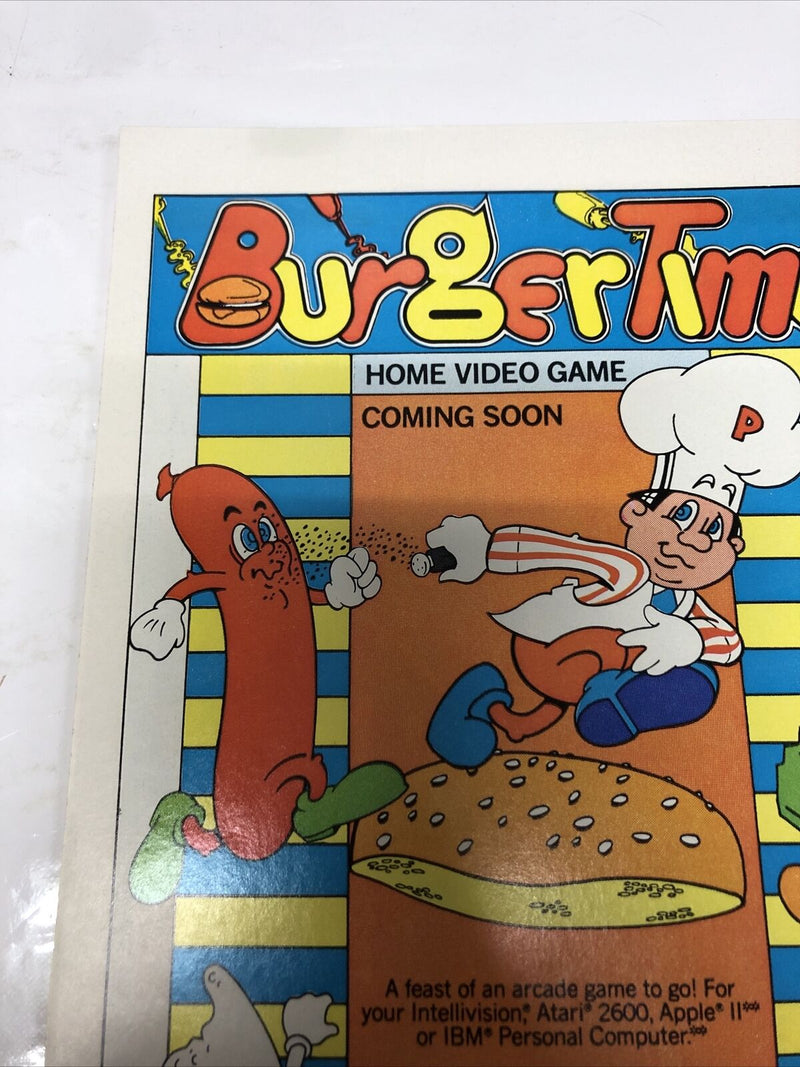 BurgerTim
HOME VIDEO GAME
COMING SOON
P
A feast of an arcade game to go! For
your Intellivision,® Atari® 2600, Apple® II**
or IBM® Personal Computer.**